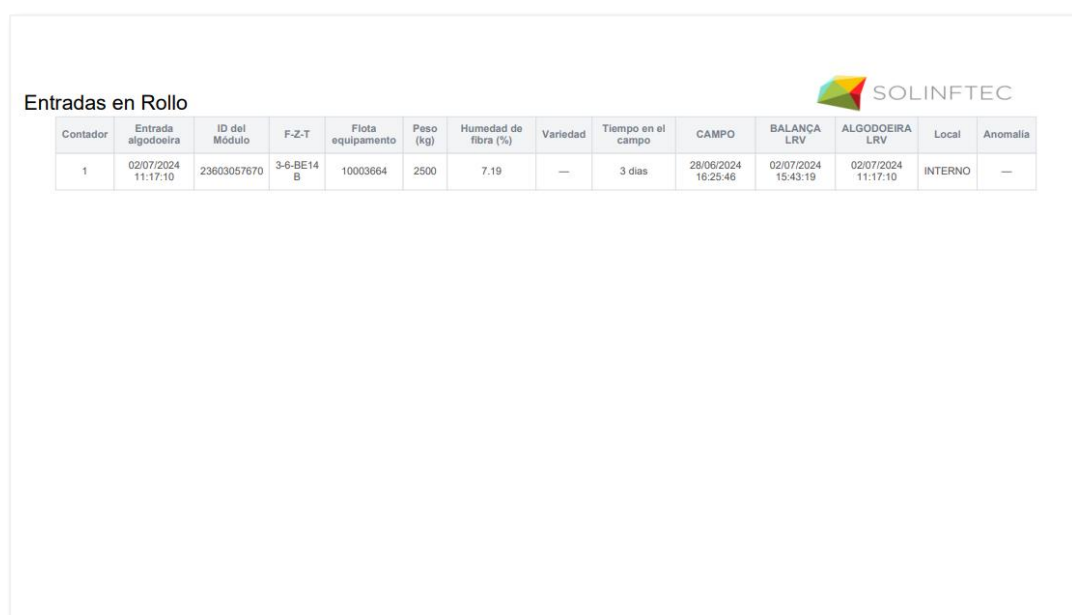 SOLINFTEC
Entradas en Rollo
Contador Entrada algodoeira ID del Módulo F-Z-T Flota equipamento Peso (kg) Humedad de fibra (%) Variedad Tiempo en el campo CAMPO BALANÇA LRV ALGODOEIRA LRV Local Anomalía
1 02/07/2024 11:17:10 23603057670 3-6-BE14 B 10003664 2500 7.19 — 3 dias 28/06/2024 16:25:46 02/07/2024 15:43:19 02/07/2024 11:17:10 INTERNO —